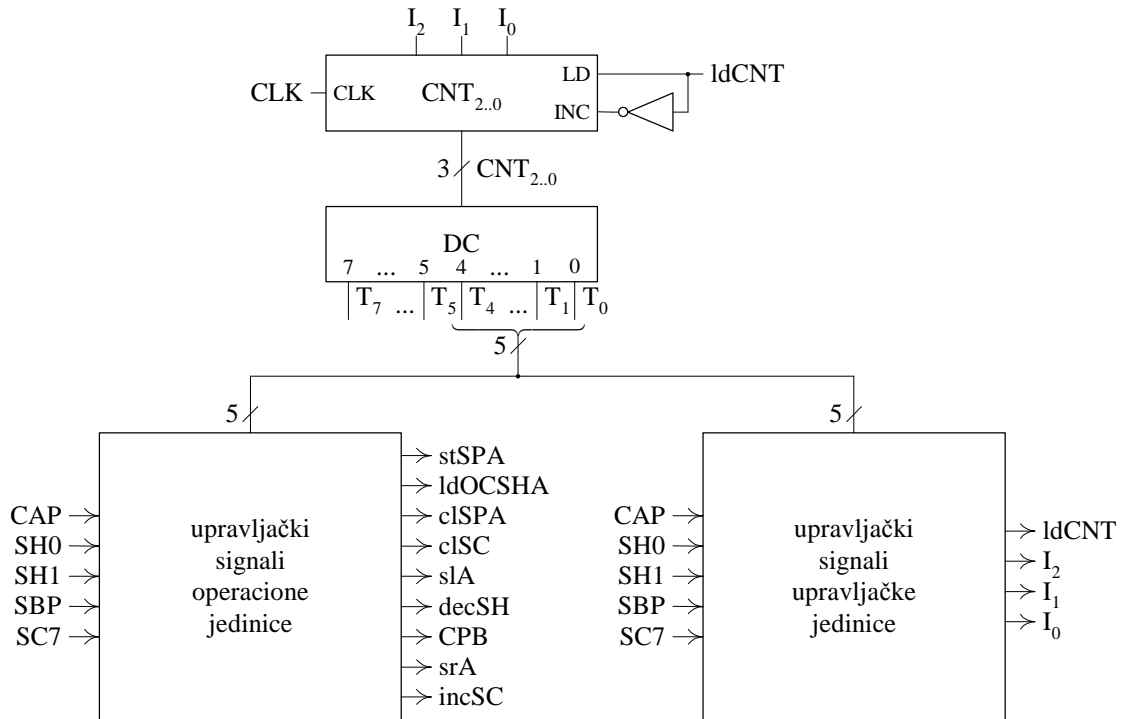 I₂ I₁ I₀
LD ldCNT
CLK CLK CNT₂..₀
INC
3 CNT₂..₀
DC
7 ... 5 4 ... 1 0
T₇ ... T₅ T₄ ... T₁ T₀
5
5 5
stSPA
ldOCSHA
CAP clSPA
SH0 clSC
SH1 slA
SBP decSH
SC7 CPB
srA
incSC
upravljački
signali
operacione
jedinice
CAP
SH0
SH1
SBP
SC7
upravljački
signali
upravljačke
jedinice
ldCNT
I₂
I₁
I₀